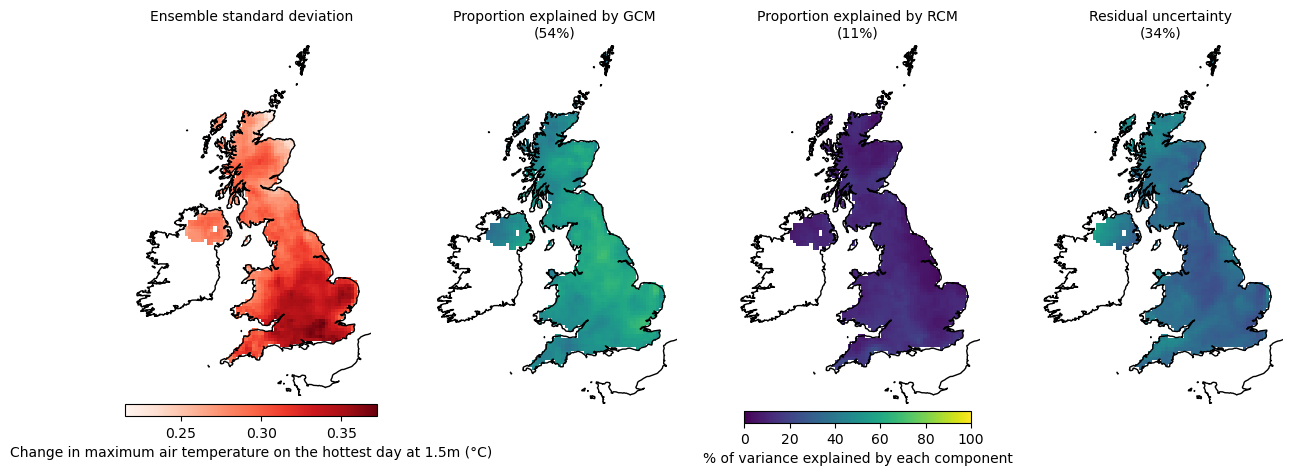 Ensemble standard deviation
Proportion explained by GCM
(54%)
Proportion explained by RCM
(11%)
Residual uncertainty
(34%)
0.25 0.30 0.35
Change in maximum air temperature on the hottest day at 1.5m (°C)
0 20 40 60 80 100
% of variance explained by each component